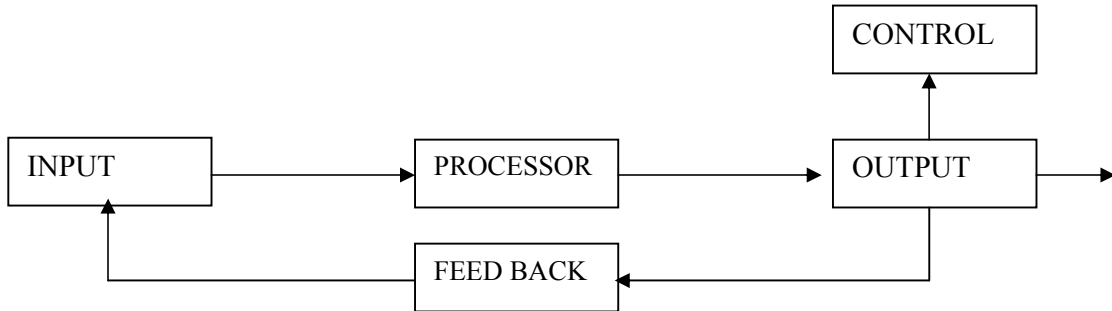 CONTROL
INPUT
PROCESSOR
OUTPUT
FEED BACK